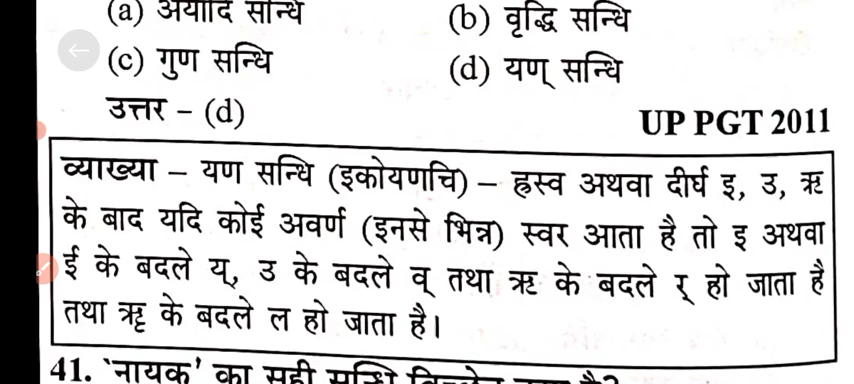 (a) अयादि सन्धि (b) वृद्धि सन्धि
(c) गुण सन्धि (d) यण् सन्धि
उत्तर – (d)
UP PGT 2011
व्याख्या – यण सन्धि (इकोयणचि) – ह्रस्व अथवा दीर्घ इ, उ, ऋ
के बाद यदि कोई अवर्ण (इनसे भिन्न) स्वर आता है तो इ अथवा
ई के बदले य्, उ के बदले व् तथा ऋ के बदले र् हो जाता है
तथा ॠ के बदले ल हो जाता है।
41. 'नायक' का सही सन्धि विच्छेद